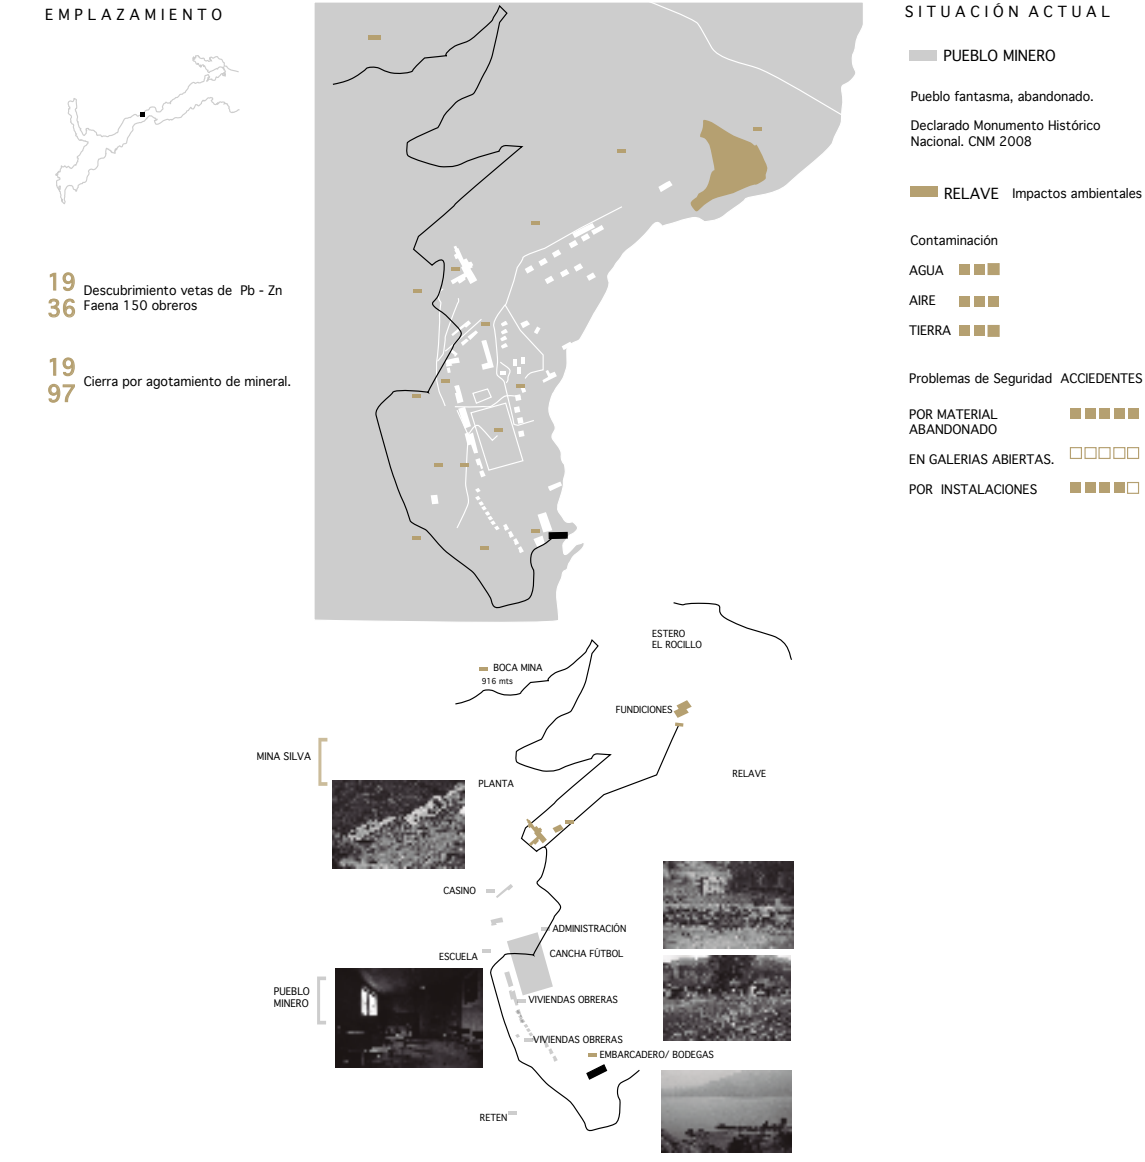 EMPLAZAMIENTO
19
36
Descubrimiento vetas de Pb - Zn
Faena 150 obreros
19
97
Cierra por agotamiento de mineral.
SITUACIÓN ACTUAL
PUEBLO MINERO
Pueblo fantasma, abandonado.
Declarado Monumento Histórico
Nacional. CNM 2008
RELAVE Impactos ambientales
Contaminación
AGUA
AIRE
TIERRA
Problemas de Seguridad ACCIEDENTES
POR MATERIAL
ABANDONADO
EN GALERIAS ABIERTAS.
POR INSTALACIONES
ESTERO
EL ROCILLO
BOCA MINA
916 mts
FUNDICIONES
MINA SILVA
PLANTA
RELAVE
CASINO
ADMINISTRACIÓN
ESCUELA
CANCHA FÚTBOL
PUEBLO
MINERO
VIVIENDAS OBRERAS
VIVIENDAS OBRERAS
EMBARCADERO/ BODEGAS
RETEN